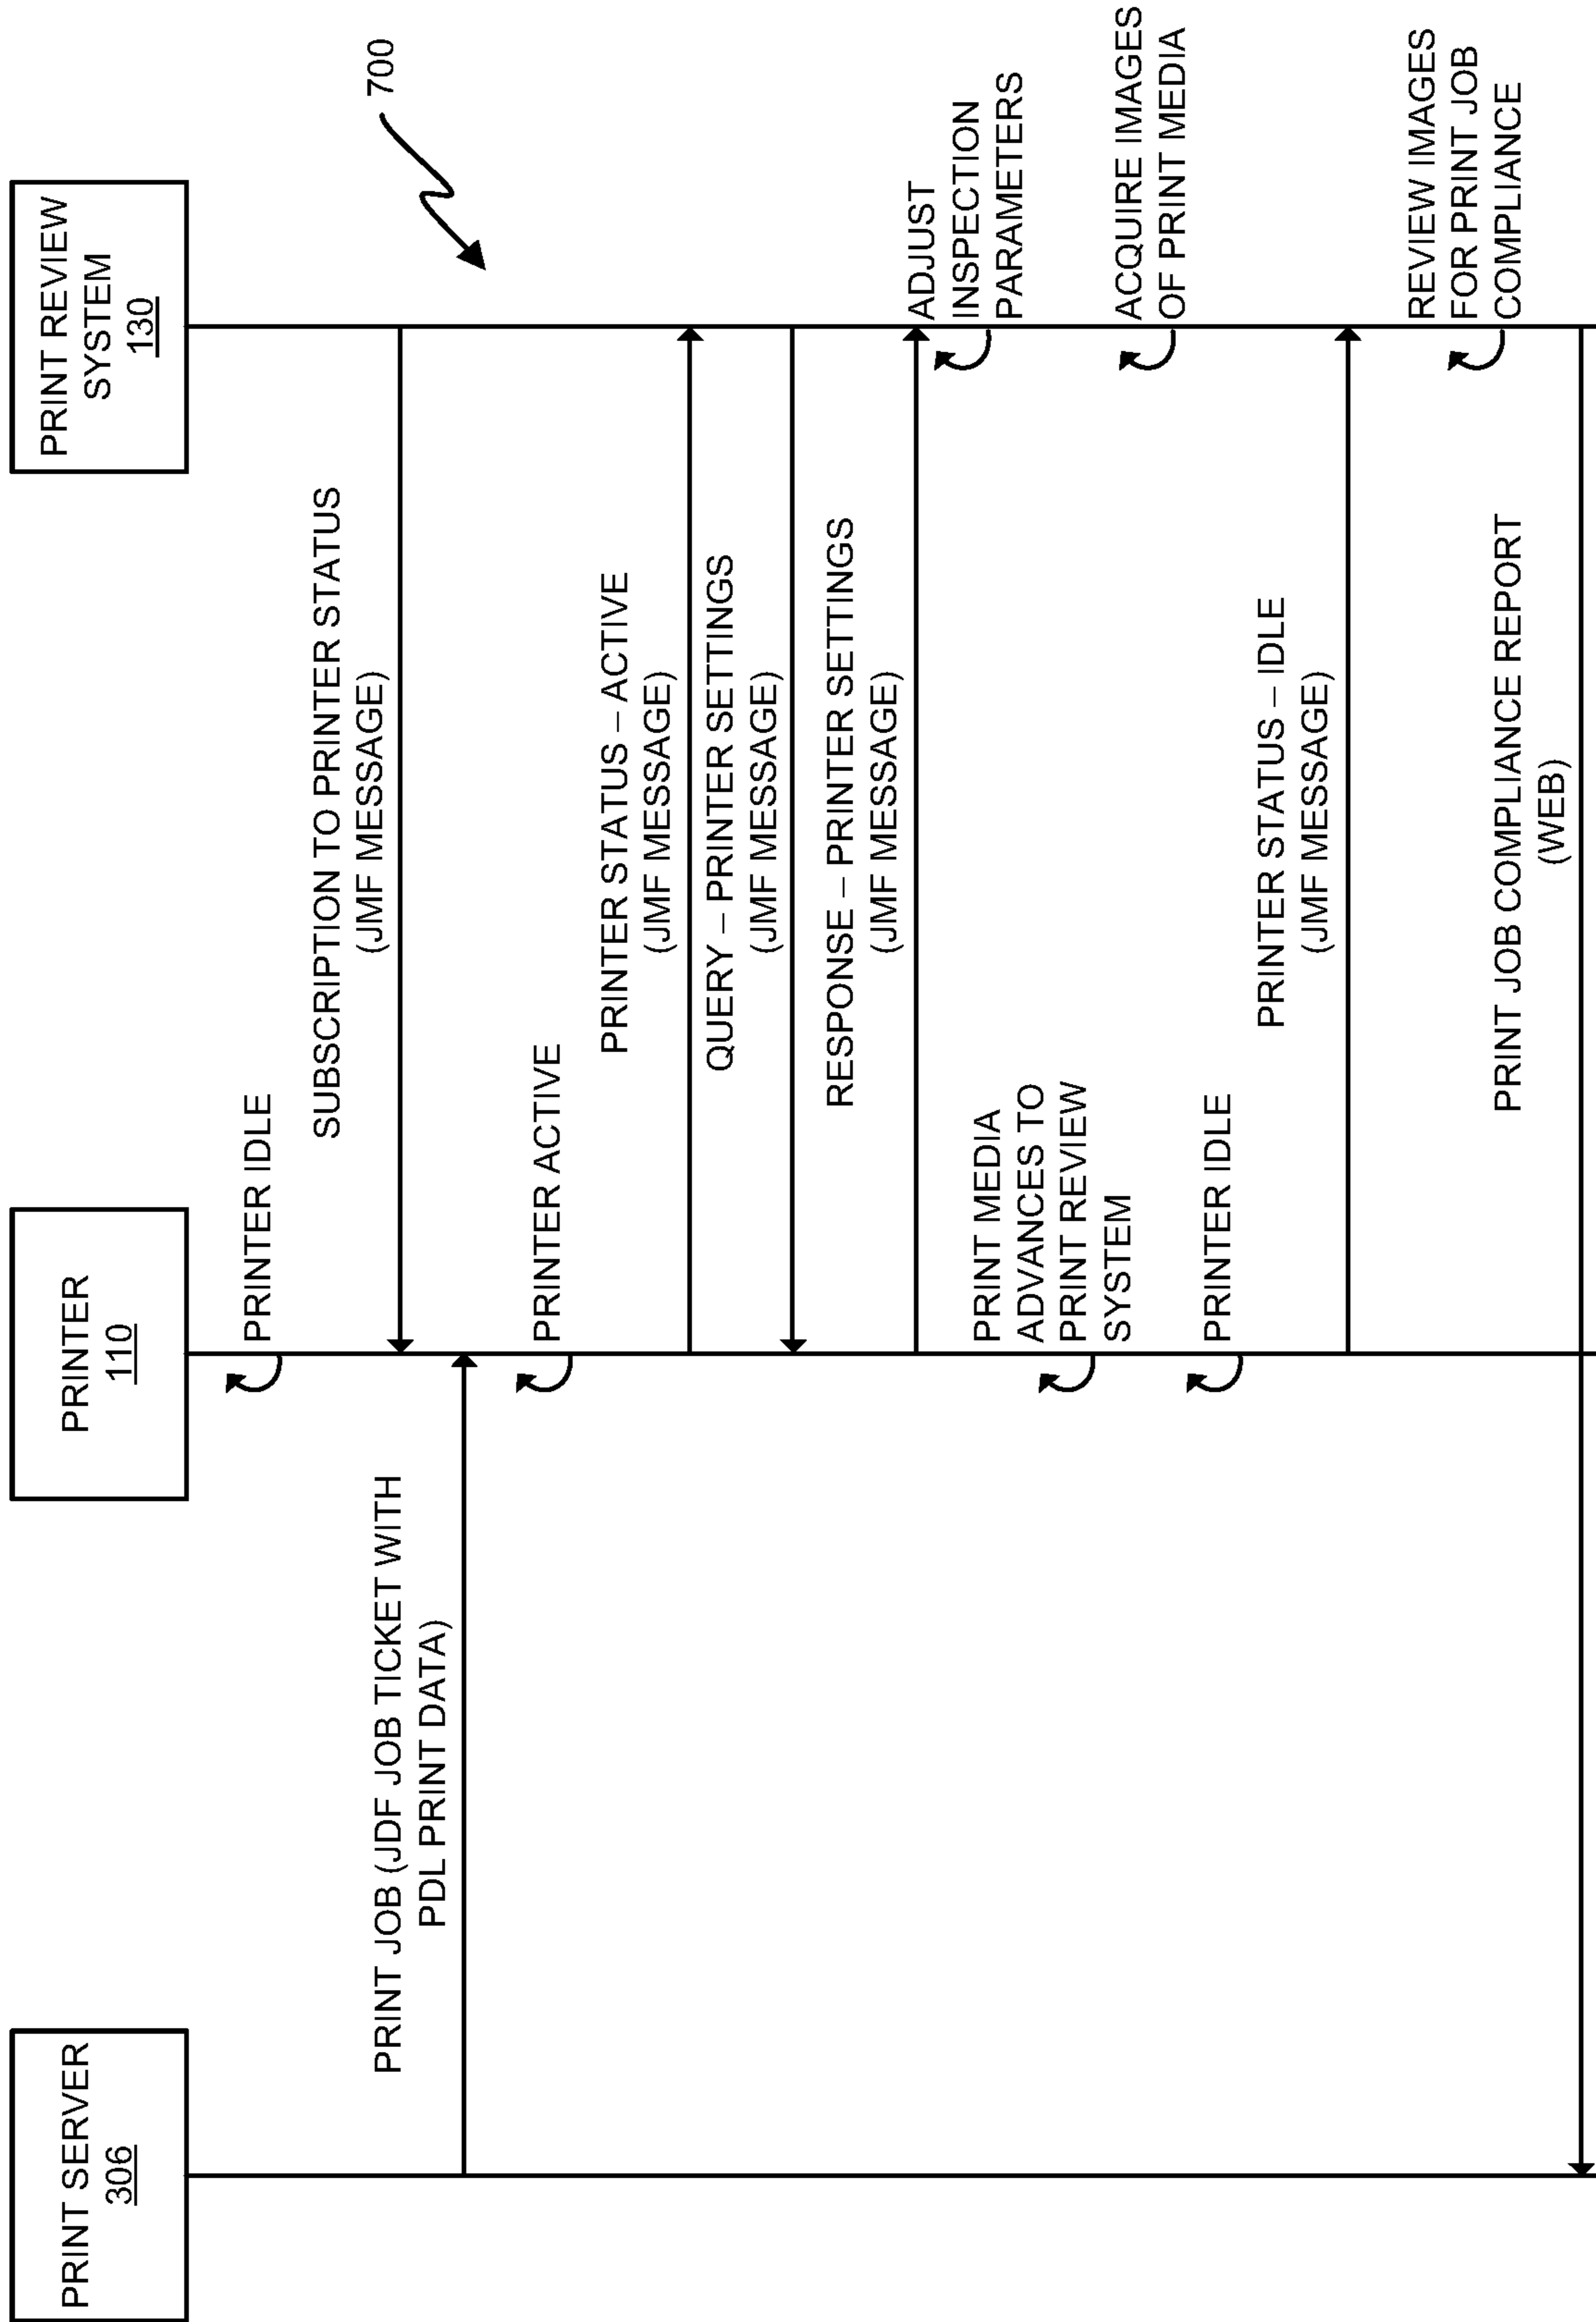 PRINT SERVER
306
PRINTER
110
PRINT REVIEW
SYSTEM
130
700
PRINTER IDLE
SUBSCRIPTION TO PRINTER STATUS
(JMF MESSAGE)
PRINT JOB (JDF JOB TICKET WITH
PDL PRINT DATA)
PRINTER ACTIVE
PRINTER STATUS – ACTIVE
(JMF MESSAGE)
QUERY – PRINTER SETTINGS
(JMF MESSAGE)
RESPONSE – PRINTER SETTINGS
(JMF MESSAGE)
ADJUST
INSPECTION
PARAMETERS
PRINT MEDIA
ADVANCES TO
PRINT REVIEW
SYSTEM
ACQUIRE IMAGES
OF PRINT MEDIA
PRINTER IDLE
PRINTER STATUS – IDLE
(JMF MESSAGE)
REVIEW IMAGES
FOR PRINT JOB
COMPLIANCE
PRINT JOB COMPLIANCE REPORT
(WEB)